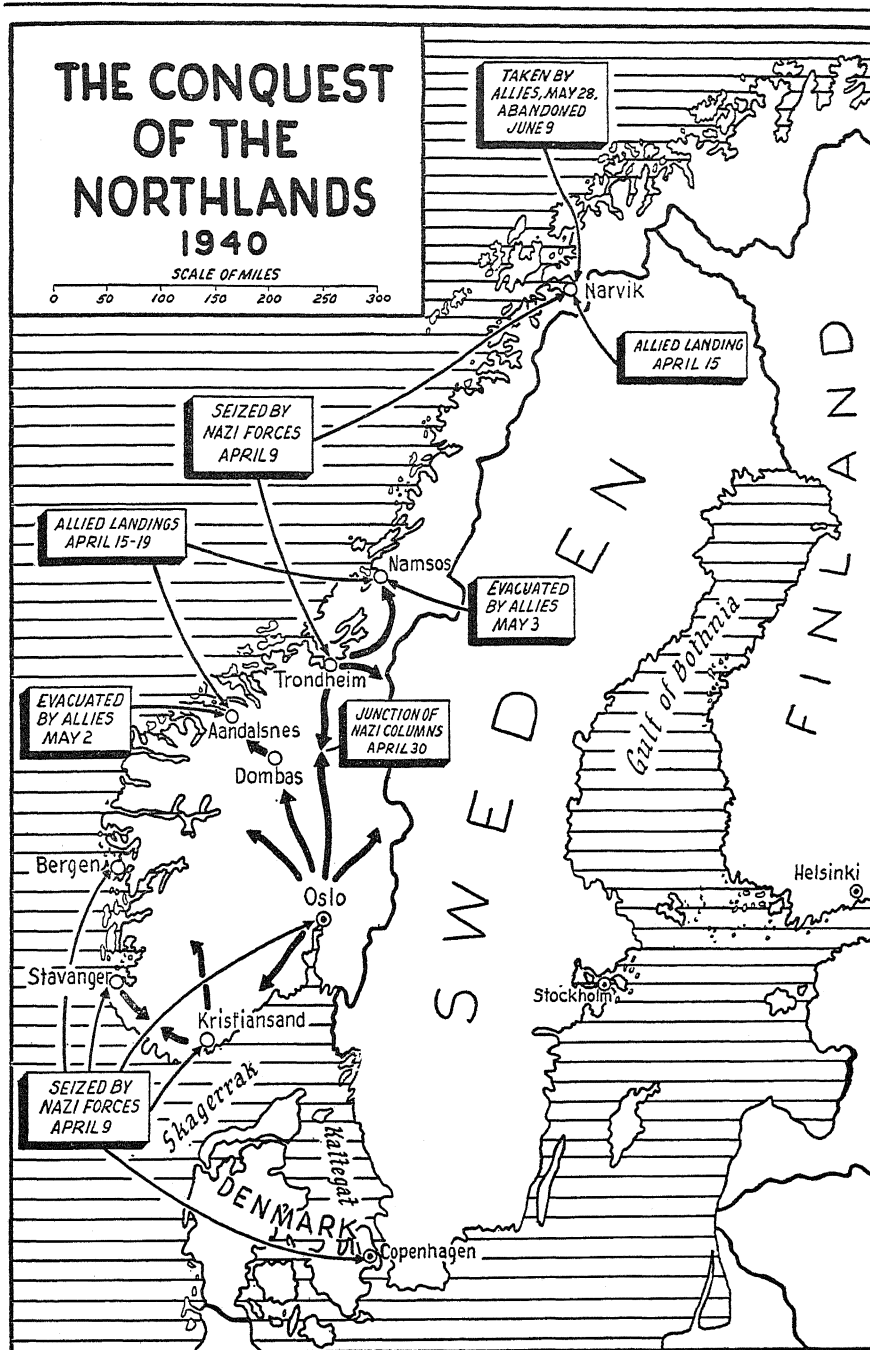 THE CONQUEST
OF THE
NORTHLANDS
1940
SCALE OF MILES
0 50 100 150 200 250 300
TAKEN BY
ALLIES, MAY 28.
ABANDONED
JUNE 9
Narvik
ALLIED LANDING
APRIL 15
SEIZED BY
NAZI FORCES
APRIL 9
ALLIED LANDINGS
APRIL 15-19
Namsos
EVACUATED
BY ALLIES
MAY 3
Trondheim
EVACUATED
BY ALLIES
MAY 2
Aandalsnes
JUNCTION OF
NAZI COLUMNS
APRIL 30
Dombas
Bergen
Oslo
Stavanger
Kristiansand
SEIZED BY
NAZI FORCES
APRIL 9
Skagerrak
Kattegat
DENMARK
Copenhagen
SWEDEN
Stockholm
Gulf of Bothnia
FINLAND
Helsinki